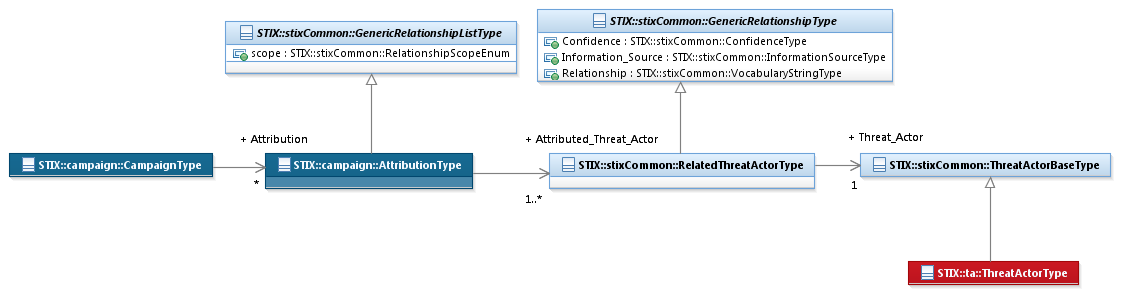 STIX::stixCommon::GenericRelationshipListType
scope : STIX::stixCommon::RelationshipScopeEnum
STIX::stixCommon::GenericRelationshipType
Confidence : STIX::stixCommon::ConfidenceType
Information_Source : STIX::stixCommon::InformationSourceType
Relationship : STIX::stixCommon::VocabularyStringType
+ Attribution
+ Attributed_Threat_Actor
+ Threat_Actor
STIX::campaign::CampaignType
STIX::campaign::AttributionType
STIX::stixCommon::RelatedThreatActorType
STIX::stixCommon::ThreatActorBaseType
*
1..*
1
STIX::ta::ThreatActorType